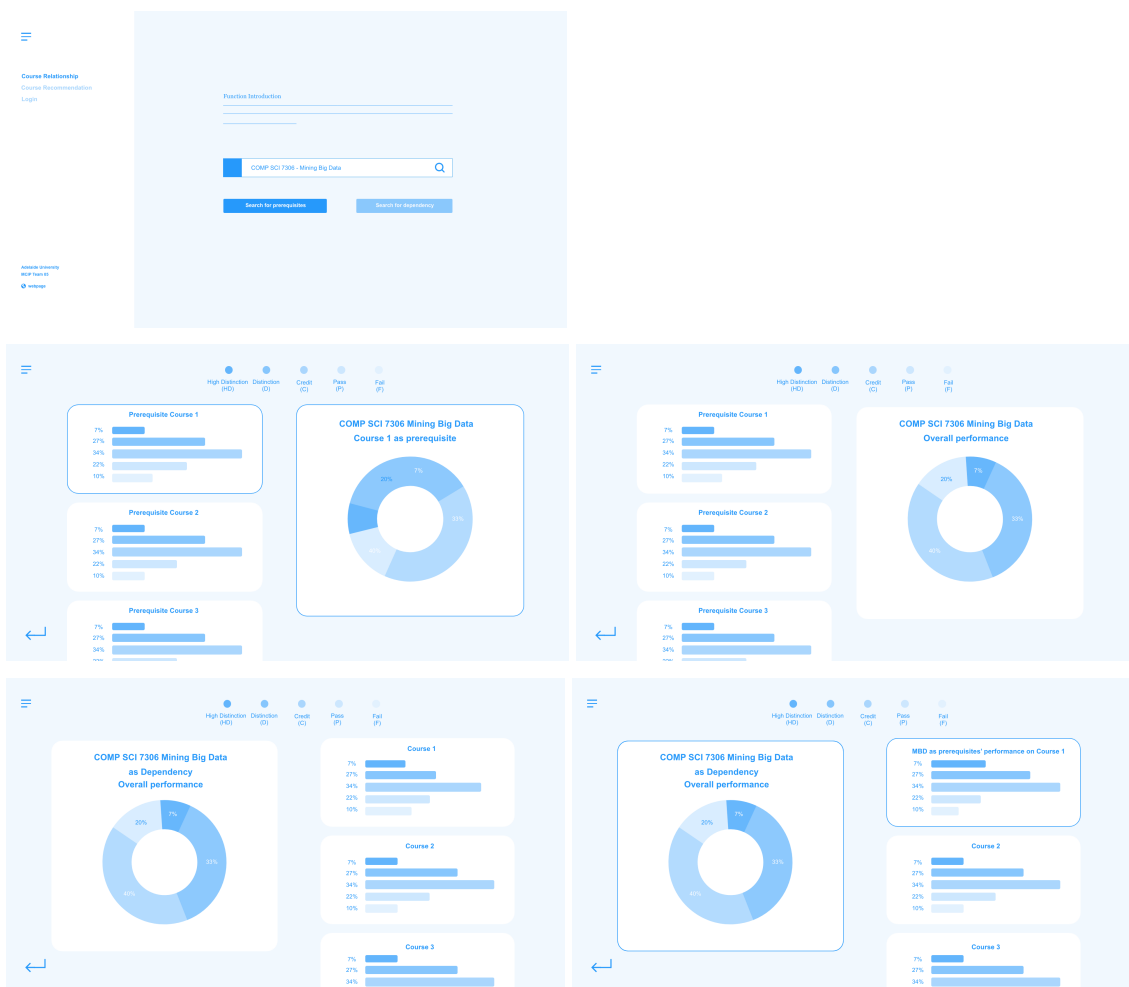 Course Relationship
Course Recommendation
Login
Function Introduction
COMP SCI 7306 - Mining Big Data
Search for prerequisites
Search for dependency
Adelaide University
MCIP Team 03
webpage
High Distinction
(HD)
Distinction
(D)
Credit
(C)
Pass
(P)
Fail
(F)
Prerequisite Course 1
7%
27%
34%
22%
10%
Prerequisite Course 2
7%
27%
34%
22%
10%
Prerequisite Course 3
7%
27%
34%
COMP SCI 7306 Mining Big Data
Course 1 as prerequisite
7%
20%
33%
40%
High Distinction
(HD)
Distinction
(D)
Credit
(C)
Pass
(P)
Fail
(F)
Prerequisite Course 1
7%
27%
34%
22%
10%
Prerequisite Course 2
7%
27%
34%
22%
10%
Prerequisite Course 3
7%
27%
34%
COMP SCI 7306 Mining Big Data
Overall performance
7%
20%
33%
40%
High Distinction
(HD)
Distinction
(D)
Credit
(C)
Pass
(P)
Fail
(F)
COMP SCI 7306 Mining Big Data
as Dependency
Overall performance
7%
20%
33%
40%
Course 1
7%
27%
34%
22%
10%
Course 2
7%
27%
34%
22%
10%
Course 3
7%
27%
34%
High Distinction
(HD)
Distinction
(D)
Credit
(C)
Pass
(P)
Fail
(F)
COMP SCI 7306 Mining Big Data
as Dependency
Overall performance
7%
20%
33%
40%
MBD as prerequisites' performance on Course 1
7%
27%
34%
22%
10%
Course 2
7%
27%
34%
22%
10%
Course 3
7%
27%
34%